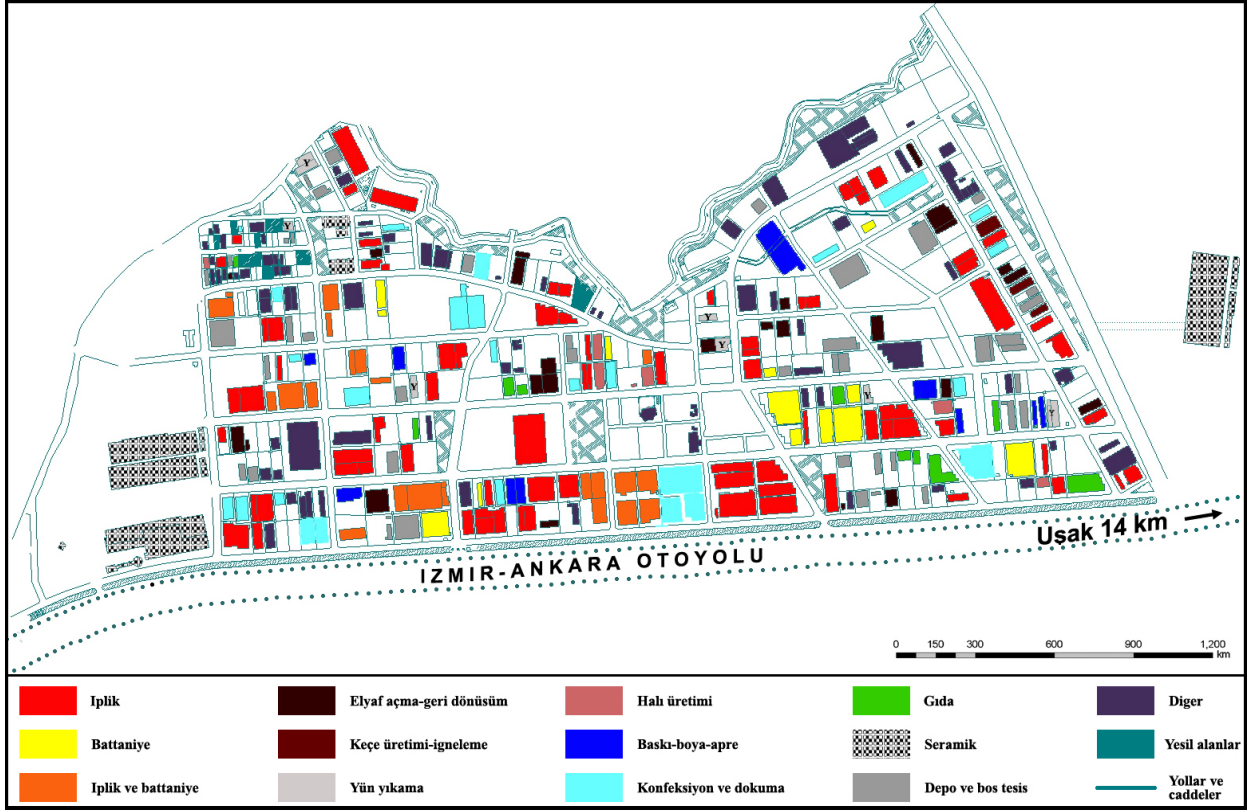 Y
Y
Y
Y
Y
Y
Y
Uşak 14 km
IZMIR-ANKARA OTOYOLU
0 150 300 600 900 1,200
km
Iplik
Elyaf açma-geri dönüsüm
Halı üretimi
Gıda
Diger
Battaniye
Keçe üretimi-igneleme
Baskı-boya-apre
Seramik
Yesil alanlar
Iplik ve battaniye
Yün yıkama
Konfeksiyon ve dokuma
Depo ve bos tesis
Yollar ve
caddeler